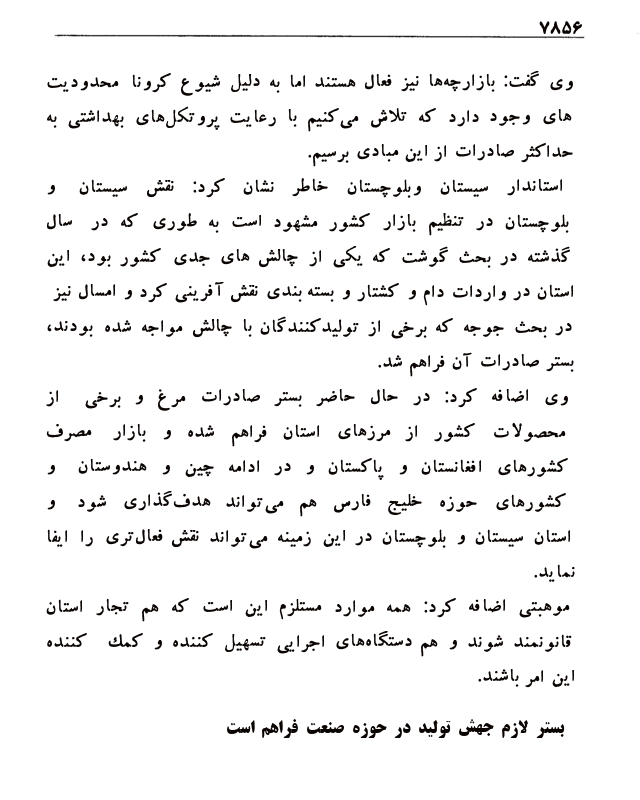 ۷۸۵۶
وی گفت: بازارچه‌ها نیز فعال هستند اما به دلیل شیوع کرونا محدودیت
های وجود دارد که تلاش می‌کنیم با رعایت پروتکل‌های بهداشتی به
حداکثر صادرات از این مبادی برسیم.
استاندار سیستان وبلوچستان خاطر نشان کرد: نقش سیستان و
بلوچستان در تنظیم بازار کشور مشهود است به طوری که در سال
گذشته در بحث گوشت که یکی از چالش های جدی کشور بود، این
استان در واردات دام و کشتار و بسته بندی نقش آفرینی کرد و امسال نیز
در بحث جوجه که برخی از تولیدکنندگان با چالش مواجه شده بودند،
بستر صادرات آن فراهم شد.
وی اضافه کرد: در حال حاضر بستر صادرات مرغ و برخی از
محصولات کشور از مرزهای استان فراهم شده و بازار مصرف
کشورهای افغانستان و پاکستان و در ادامه چین و هندوستان و
کشورهای حوزه خلیج فارس هم می‌تواند هدف‌گذاری شود و
استان سیستان و بلوچستان در این زمینه می‌تواند نقش فعال‌تری را ایفا
نماید.
موهبتی اضافه کرد: همه موارد مستلزم این است که هم تجار استان
قانونمند شوند و هم دستگاه‌های اجرایی تسهیل کننده و کمک کننده
این امر باشند.
بستر لازم جهش تولید در حوزه صنعت فراهم است